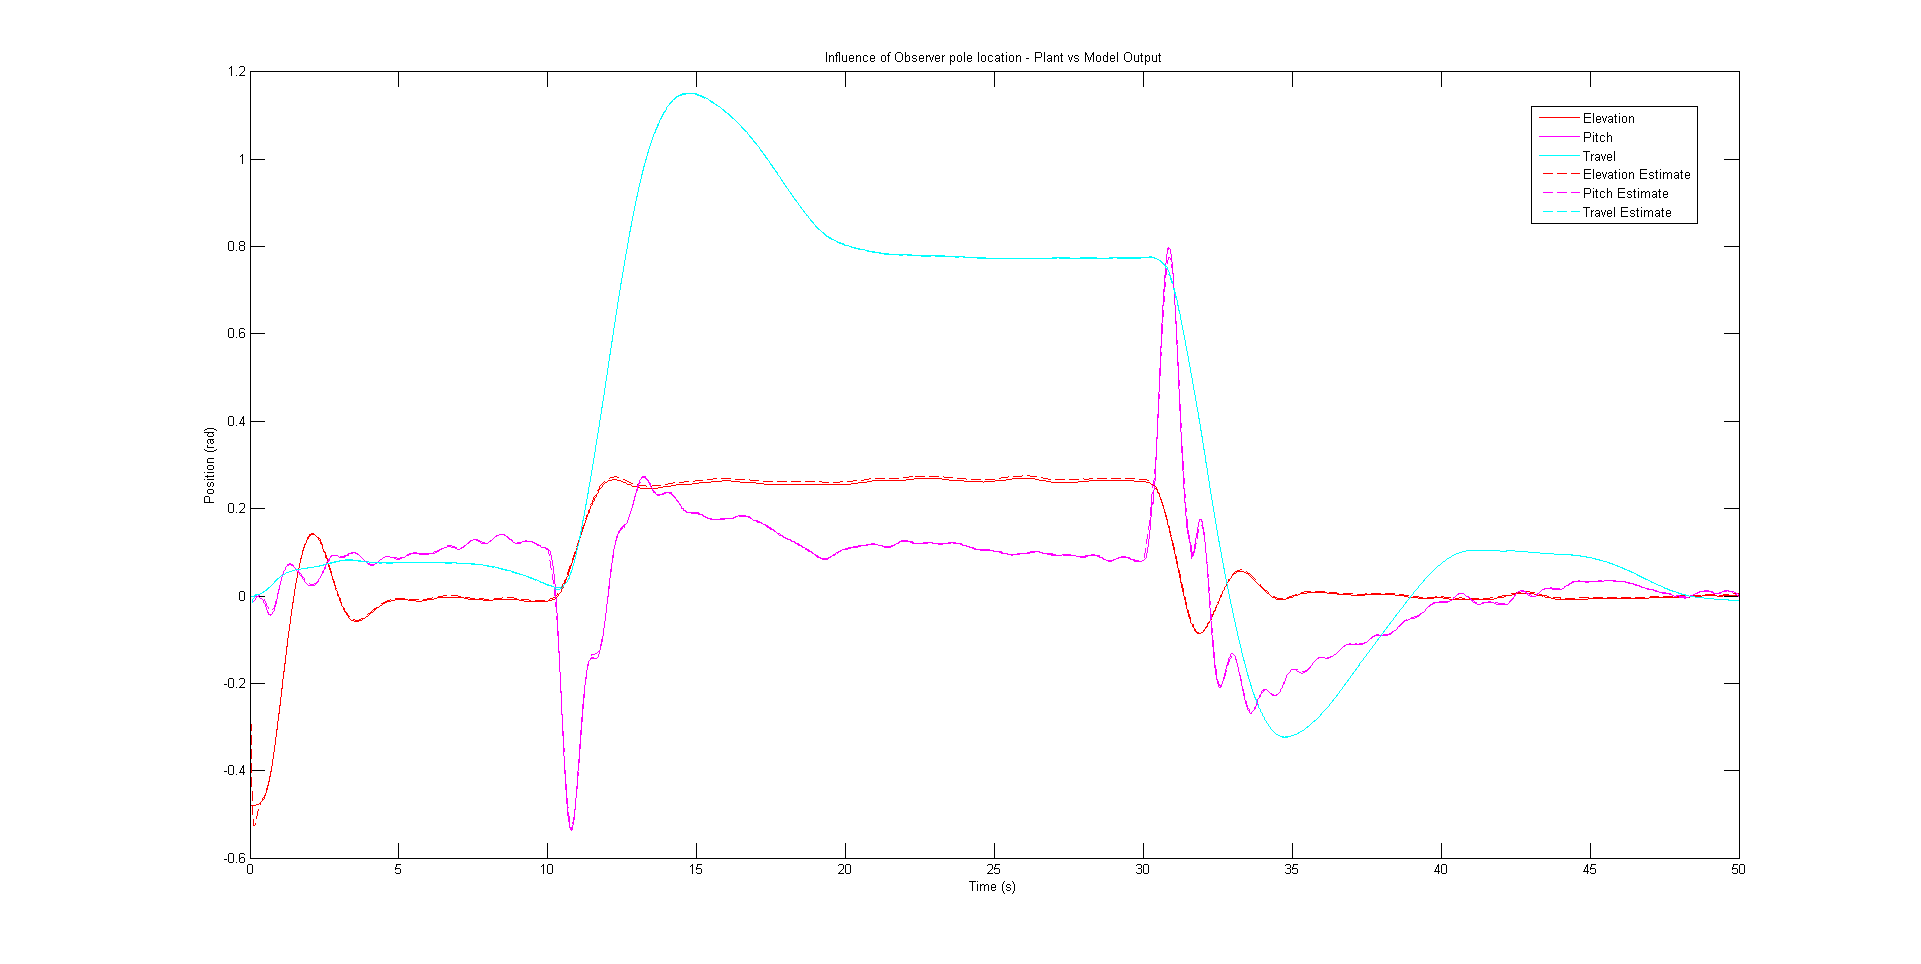 Influence of Observer pole location - Plant vs Model Output
1.2
1
0.8
0.6
0.4
0.2
0
-0.2
-0.4
-0.6
Position (rad)
Elevation
Pitch
Travel
Elevation Estimate
Pitch Estimate
Travel Estimate
0 5 10 15 20 25 30 35 40 45 50
Time (s)